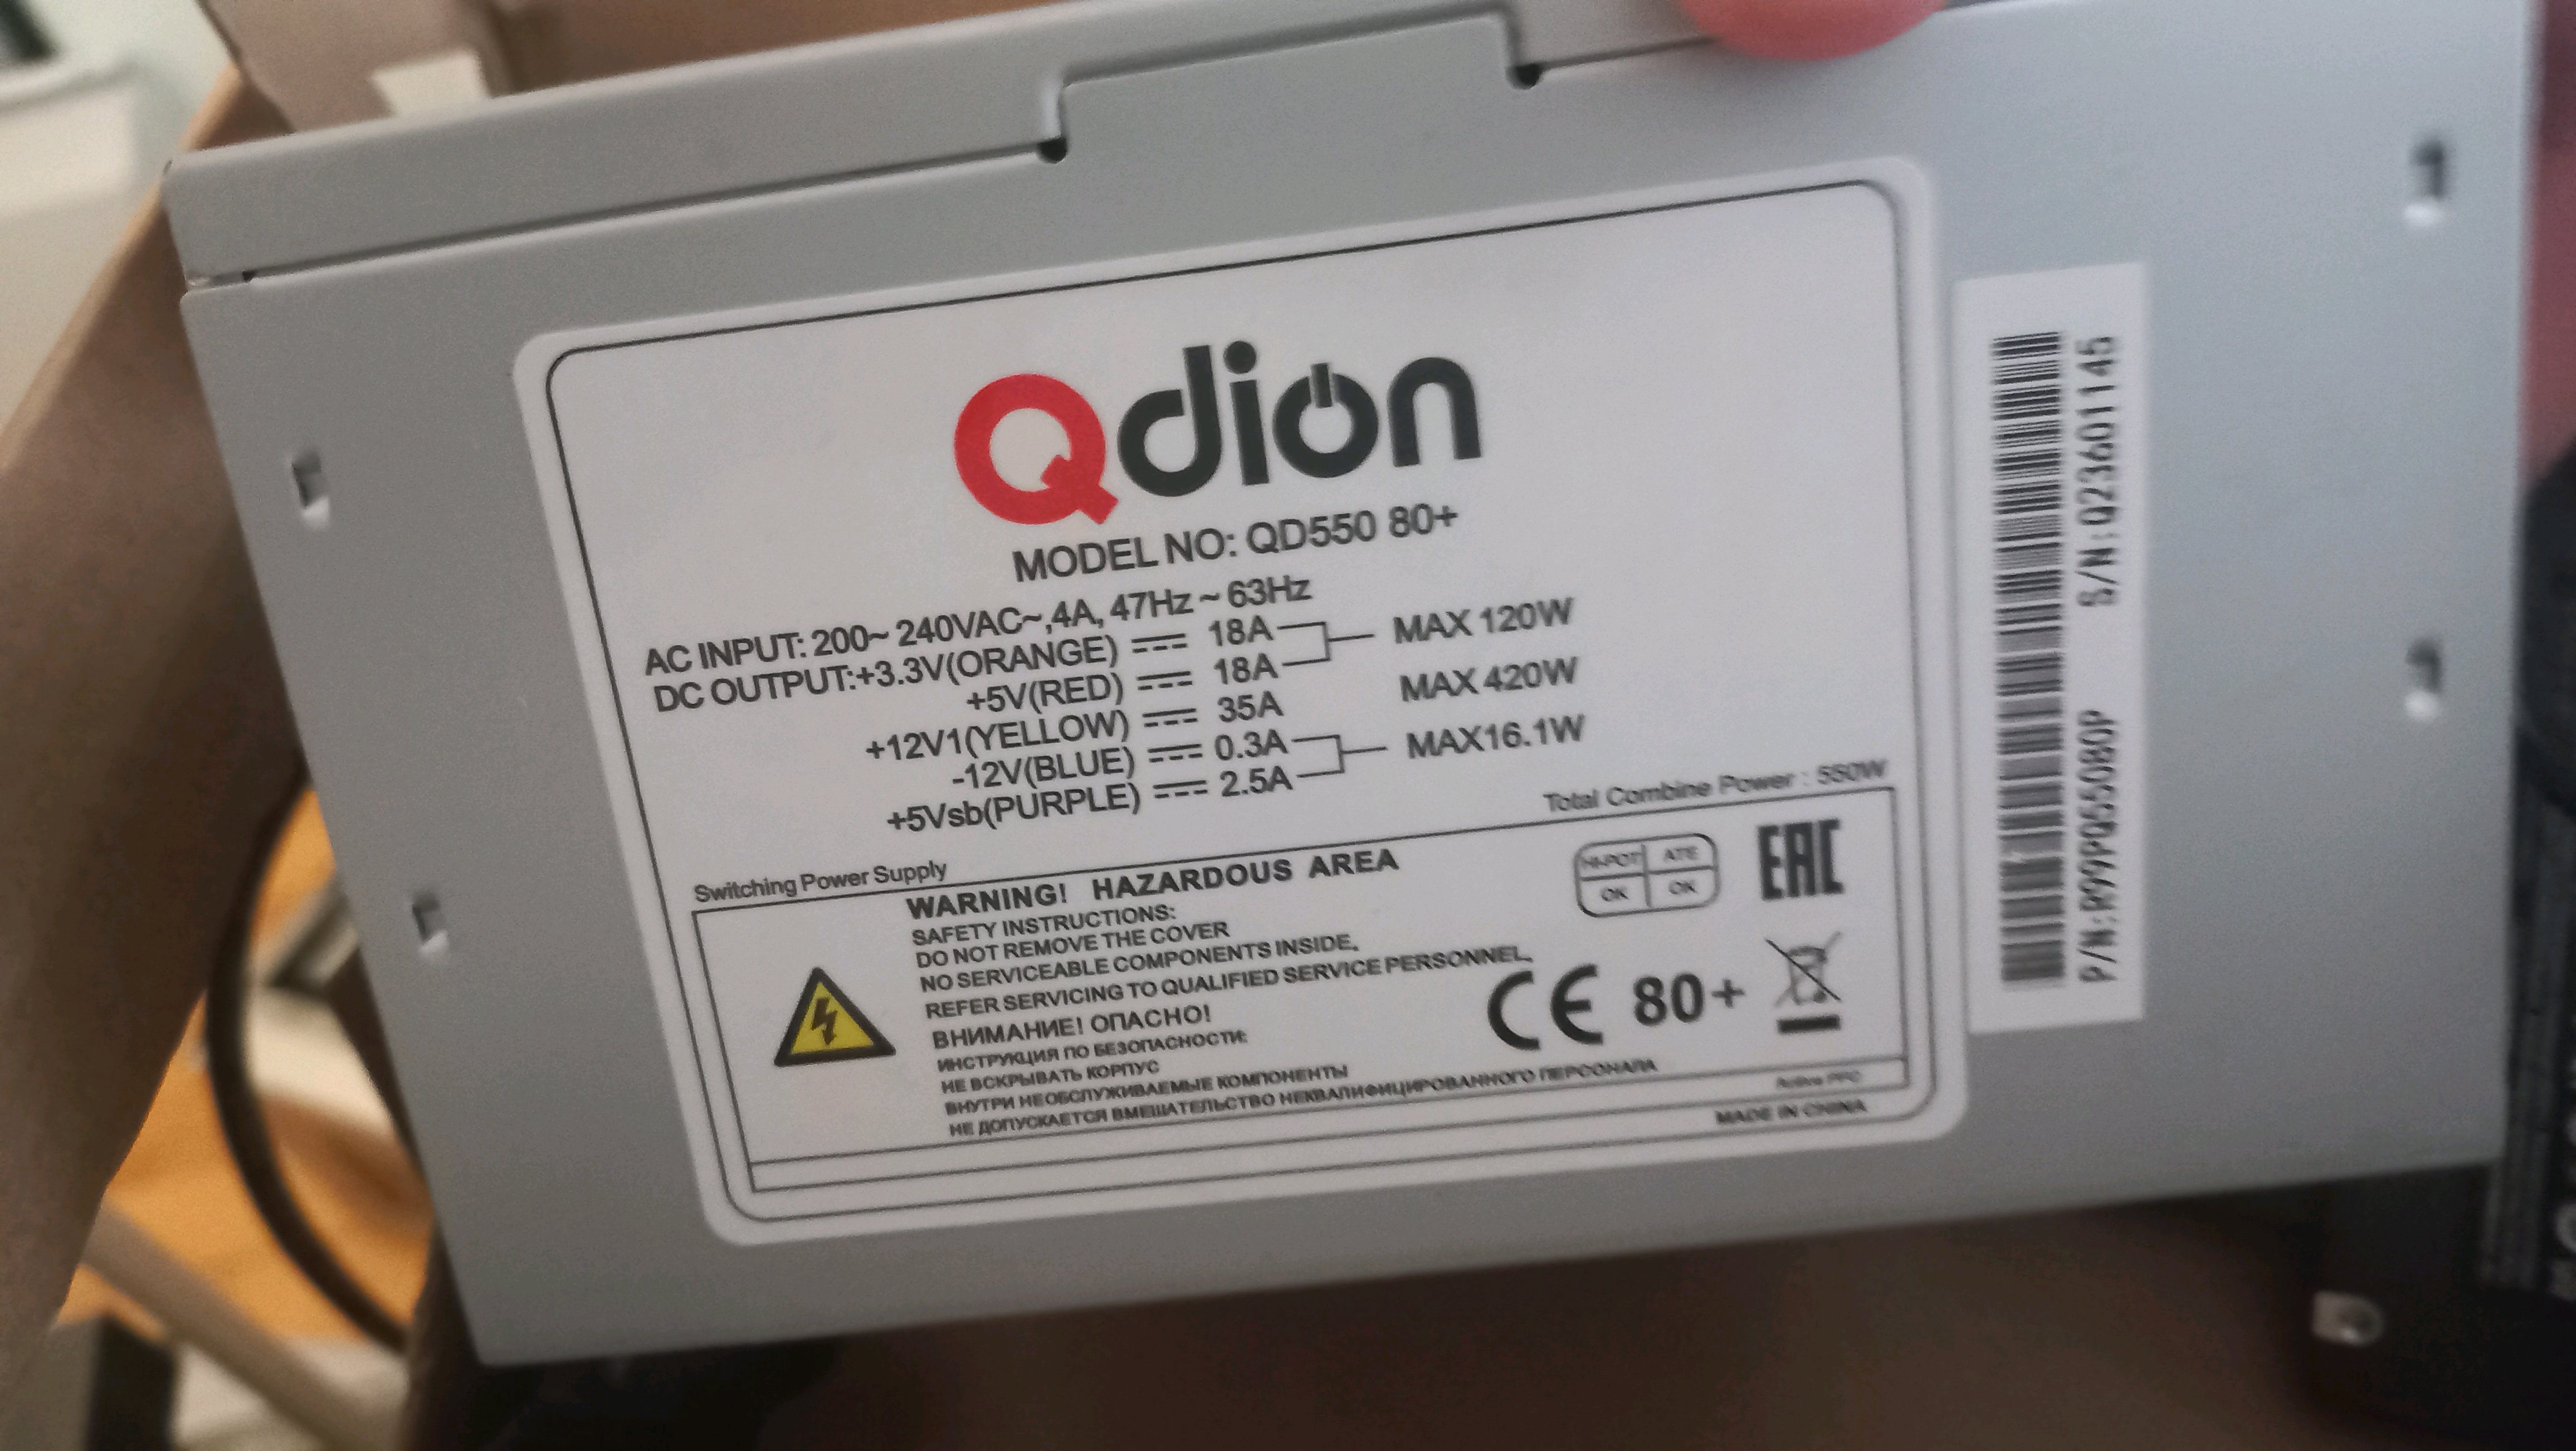 Qdion
MODEL NO: QD550 80+
AC INPUT: 200~ 240VAC~,4A, 47Hz ~ 63Hz
DC OUTPUT:+3.3V(ORANGE) 18A MAX 120W
+5V(RED) 18A
+12V1(YELLOW) 35A MAX 420W
-12V(BLUE) 0.3A MAX16.1W
+5Vsb(PURPLE) 2.5A
Total Combine Power : 550W
Switching Power Supply
WARNING! HAZARDOUS AREA
SAFETY INSTRUCTIONS:
DO NOT REMOVE THE COVER
NO SERVICEABLE COMPONENTS INSIDE.
REFER SERVICING TO QUALIFIED SERVICE PERSONNEL.
ВНИМАНИЕ! ОПАСНО!
ИНСТРУКЦИЯ ПО БЕЗОПАСНОСТИ:
НЕ ВСКРЫВАТЬ КОРПУС
ВНУТРИ НЕОБСЛУЖИВАЕМЫЕ КОМПОНЕНТЫ
НЕ ДОПУСКАЕТСЯ ВМЕШАТЕЛЬСТВО НЕКВАЛИФИЦИРОВАННОГО ПЕРСОНАЛА
HI-POT ATE
OK OK
EAC
CE 80+
Active PFC
MADE IN CHINA
P/N:R99PQ55080P S/N:Q23601145